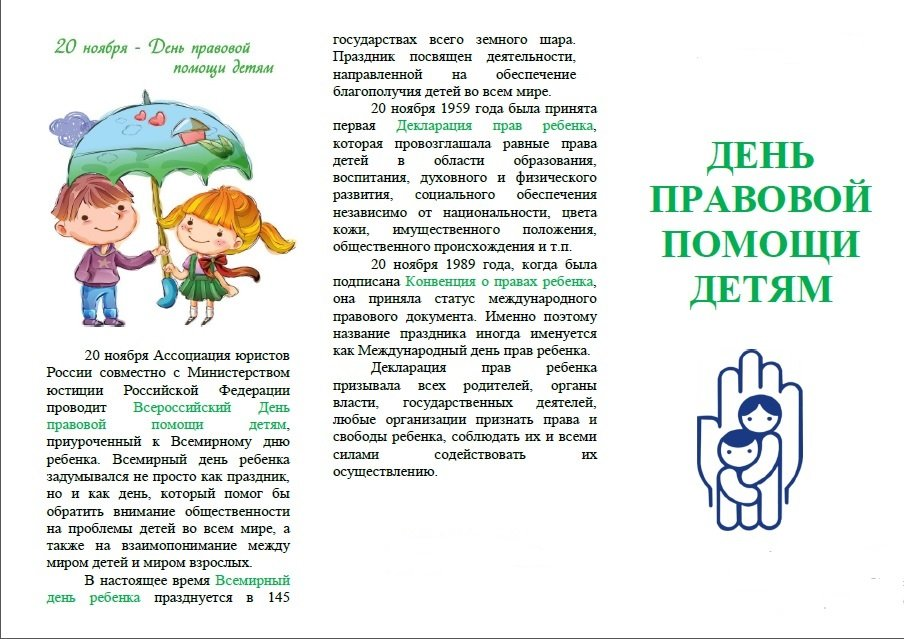 20 ноября - День правовой
помощи детям
20 ноября Ассоциация юристов
России совместно с Министерством
юстиции Российской Федерации
проводит Всероссийский День
правовой помощи детям,
приуроченный к Всемирному дню
ребенка. Всемирный день ребенка
задумывался не просто как праздник,
но и как день, который помог бы
обратить внимание общественности
на проблемы детей во всем мире, а
также на взаимопонимание между
миром детей и миром взрослых.
В настоящее время Всемирный
день ребенка празднуется в 145
государствах всего земного шара.
Праздник посвящен деятельности,
направленной на обеспечение
благополучия детей во всем мире.
20 ноября 1959 года была принята
первая Декларация прав ребенка,
которая провозглашала равные права
детей в области образования,
воспитания, духовного и физического
развития, социального обеспечения
независимо от национальности, цвета
кожи, имущественного положения,
общественного происхождения и т.п.
20 ноября 1989 года, когда была
подписана Конвенция о правах ребенка,
она приняла статус международного
правового документа. Именно поэтому
название праздника иногда именуется
как Международный день прав ребенка.
Декларация прав ребенка
призывала всех родителей, органы
власти, государственных деятелей,
любые организации признать права и
свободы ребенка, соблюдать их и всеми
силами содействовать их
осуществлению.
ДЕНЬ
ПРАВОВОЙ
ПОМОЩИ
ДЕТЯМ